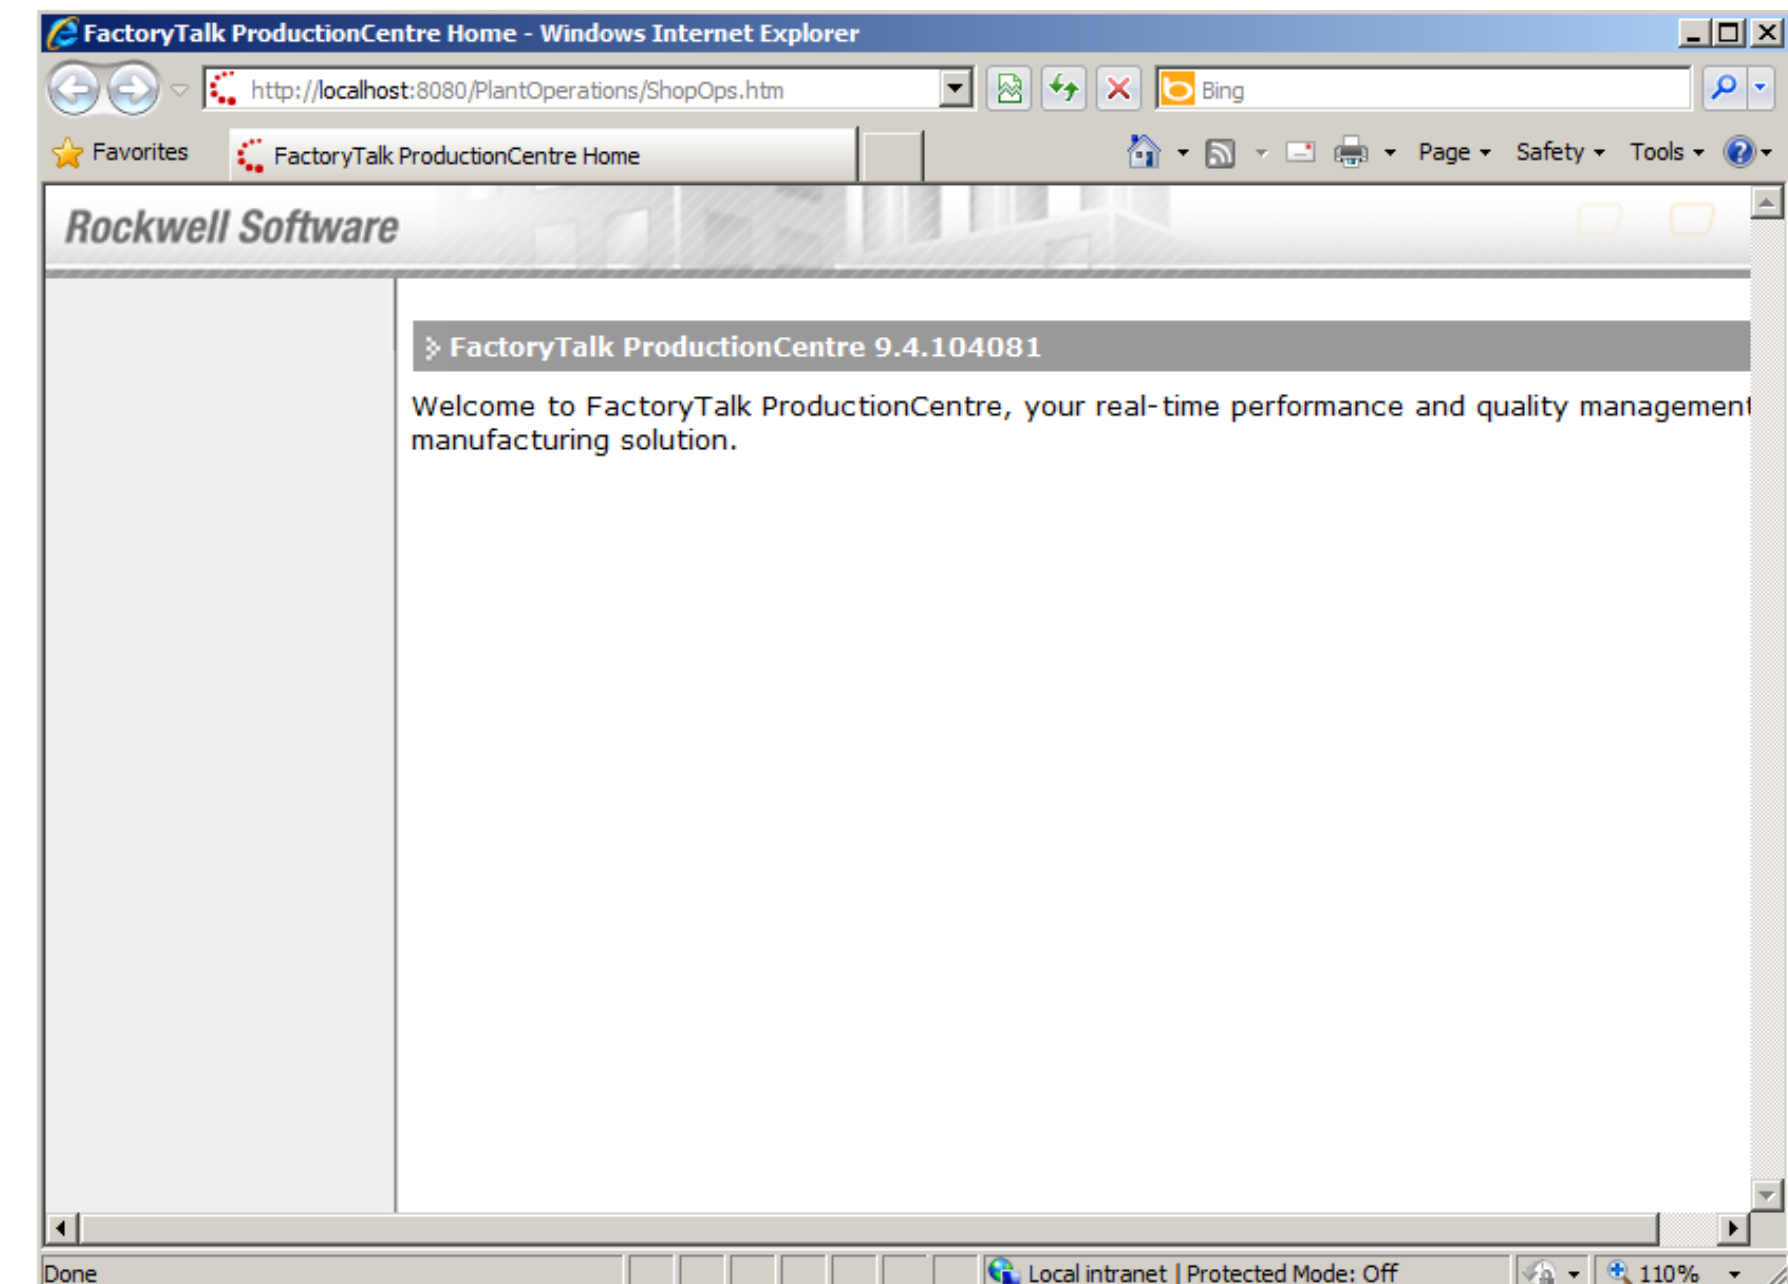 FactoryTalk ProductionCentre Home - Windows Internet Explorer
http://localhost:8080/PlantOperations/ShopOps.htm
Bing
Favorites
FactoryTalk ProductionCentre Home
Page
Safety
Tools
Rockwell Software
FactoryTalk ProductionCentre 9.4.104081
Welcome to FactoryTalk ProductionCentre, your real-time performance and quality management
manufacturing solution.
Done
Local intranet | Protected Mode: Off
110%